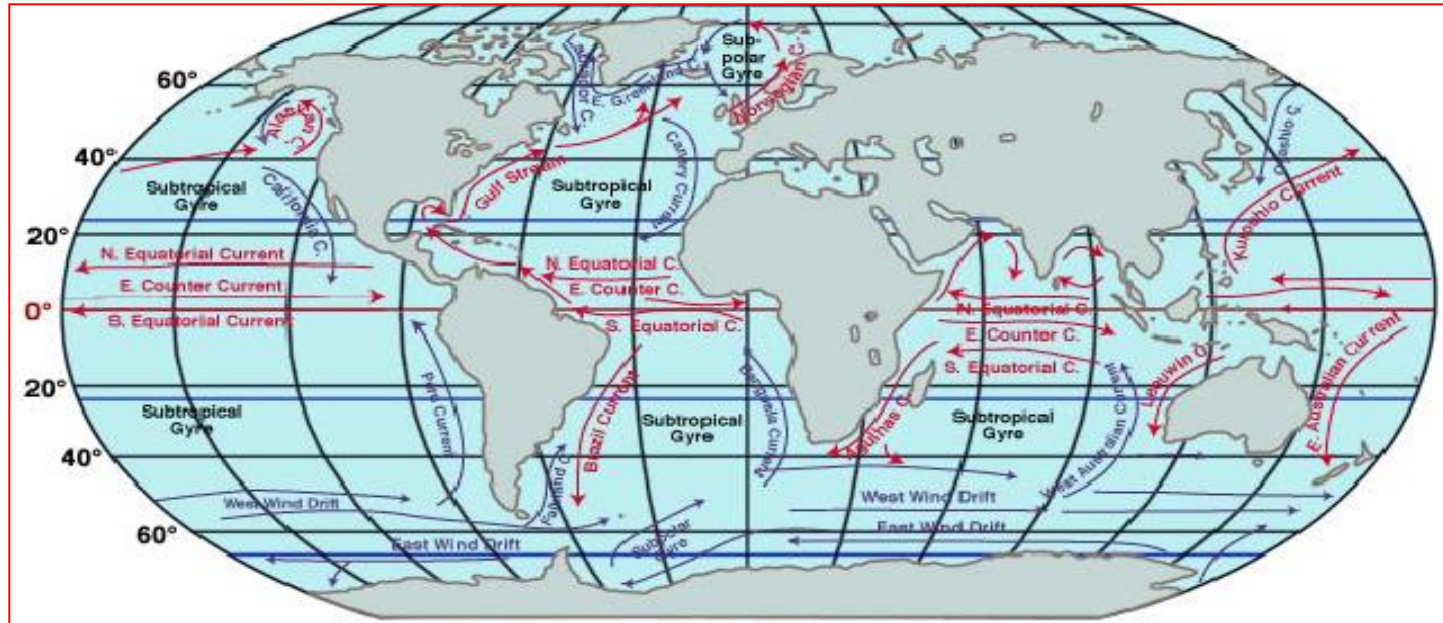 60°
40°
20°
0°
20°
40°
60°
Sub-
polar
Gyre
Labrador C.
E. Greenland C.
Norwegian C.
Alaskan
C.
Oyashio C.
Subtropical
Gyre
California C.
Gulf Stream
Subtropical
Gyre
Canary Current
Kuroshio Current
N. Equatorial Current
E. Counter Current
S. Equatorial Current
N. Equatorial C.
E. Counter C.
S. Equatorial C.
N. Equatorial C.
E. Counter C.
S. Equatorial C.
Leeuwin C.
E. Australian Current
Subtropical
Gyre
Peru Current
Brazil Current
Subtropical
Gyre
Benguela Current
Agulhas C.
Subtropical
Gyre
West Australian Current
Falkland C.
West Wind Drift
West Wind Drift
East Wind Drift
Subpolar
Gyre
East Wind Drift